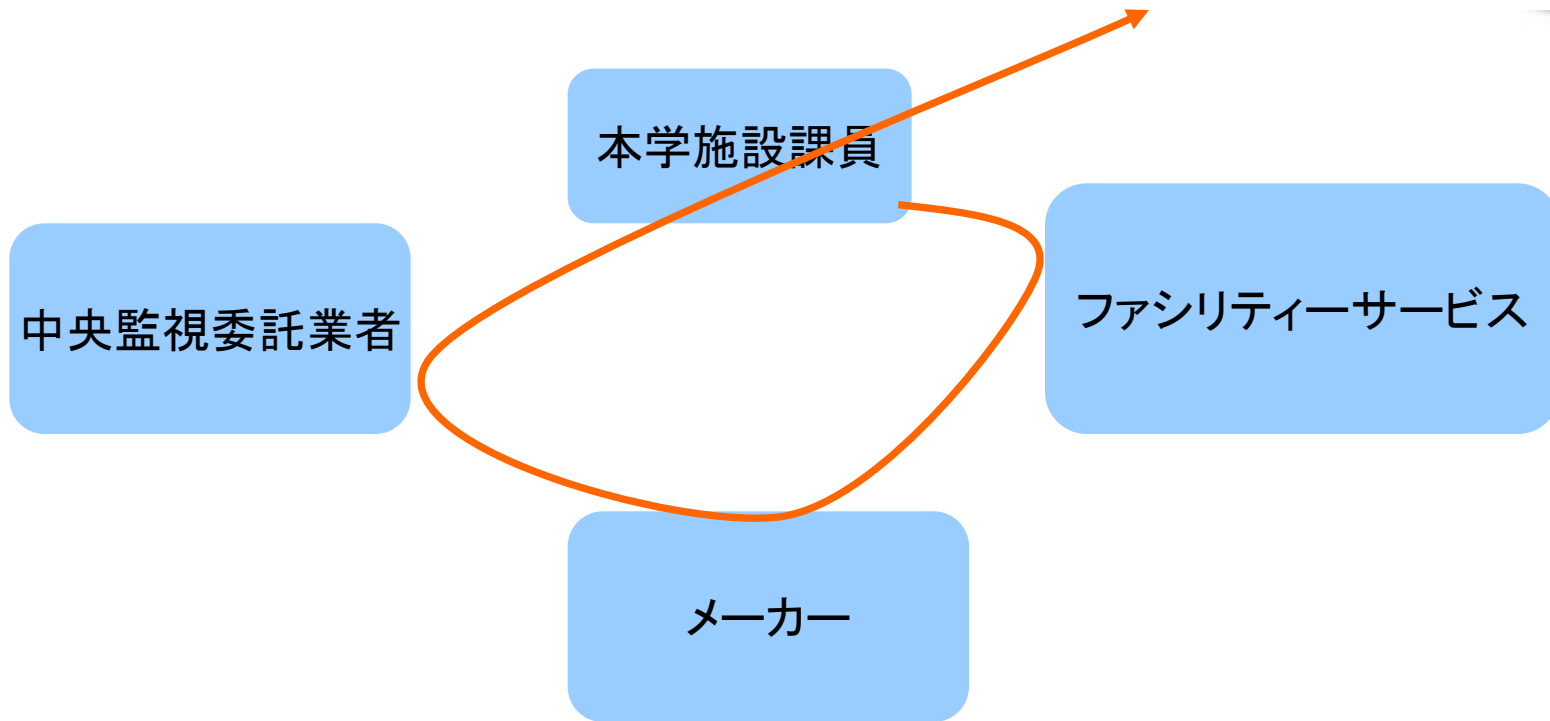 本学施設課員
ファシリティーサービス
中央監視委託業者
メーカー